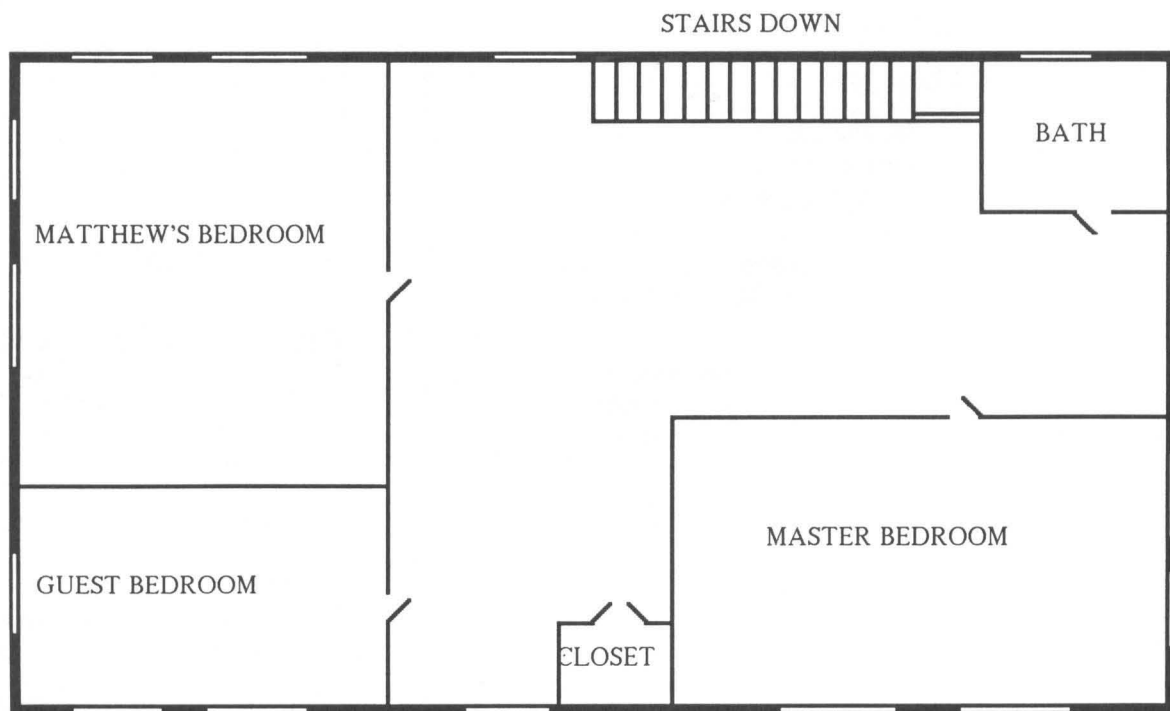 STAIRS DOWN
BATH
MATTHEW'S BEDROOM
MASTER BEDROOM
GUEST BEDROOM
CLOSET